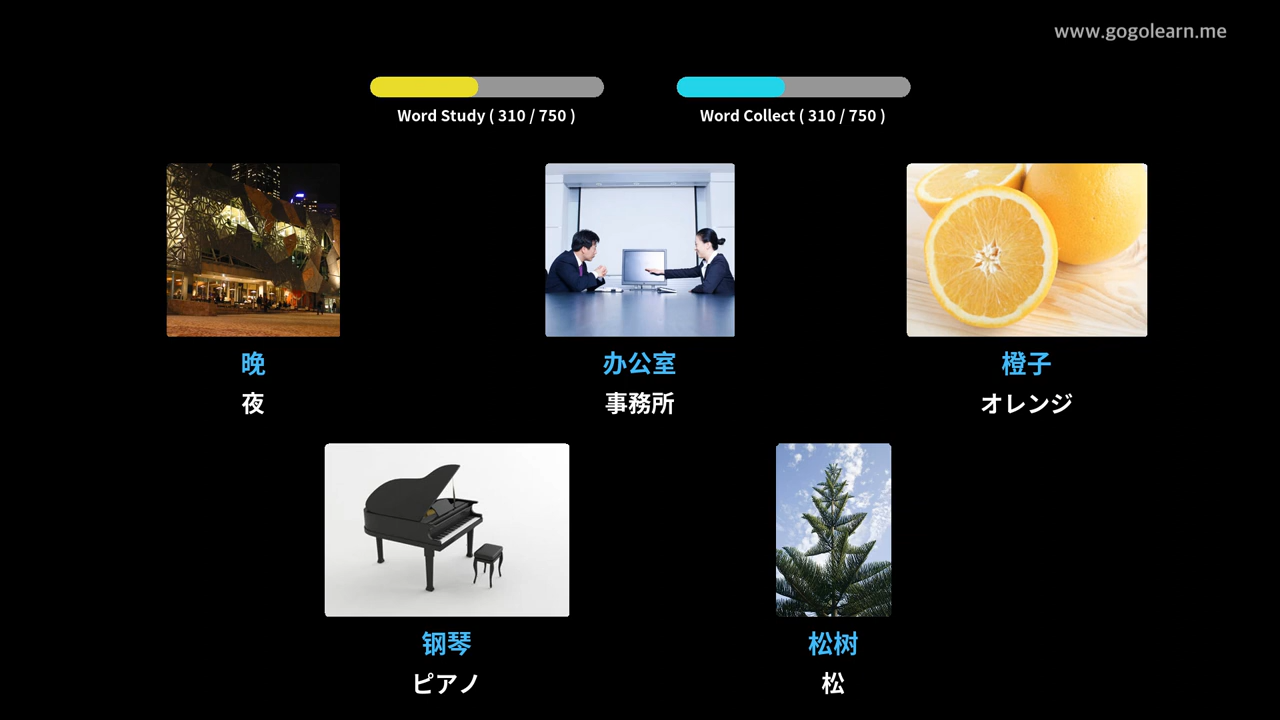 www.gogolearn.me
Word Study ( 310 / 750 )
Word Collect ( 310 / 750 )
晚
办公室
橙子
夜
事務所
オレンジ
钢琴
松树
ピアノ
松